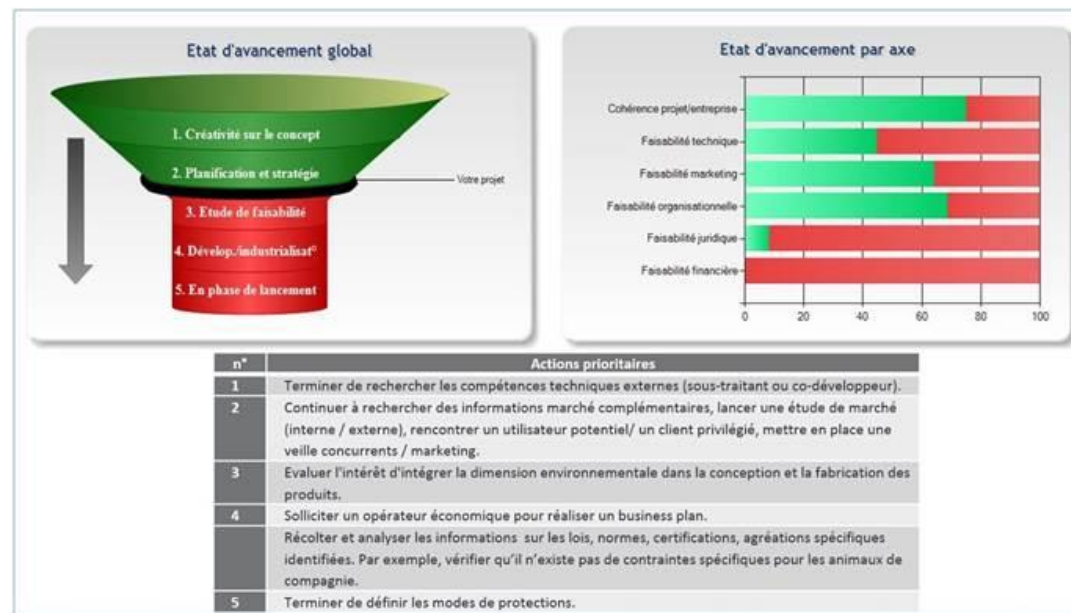 Etat d'avancement global
1. Créativité sur le concept
2. Planification et stratégie
Votre projet
3. Etude de faisabilité
4. Dévelop./industrialisat°
5. En phase de lancement
Etat d'avancement par axe
Cohérence projet/entreprise
Faisabilité technique
Faisabilité marketing
Faisabilité organisationnelle
Faisabilité juridique
Faisabilité financière
0 20 40 60 80 100
n° Actions prioritaires
1 Terminer de rechercher les compétences techniques externes (sous-traitant ou co-développeur).
2 Continuer à rechercher des informations marché complémentaires, lancer une étude de marché
(interne / externe), rencontrer un utilisateur potentiel/ un client privilégié, mettre en place une
veille concurrents / marketing.
3 Evaluer l'intérêt d'intégrer la dimension environnementale dans la conception et la fabrication des
produits.
4 Solliciter un opérateur économique pour réaliser un business plan.
Récolter et analyser les informations sur les lois, normes, certifications, agréations spécifiques
identifiées. Par exemple, vérifier qu'il n'existe pas de contraintes spécifiques pour les animaux de
compagnie.
5 Terminer de définir les modes de protections.